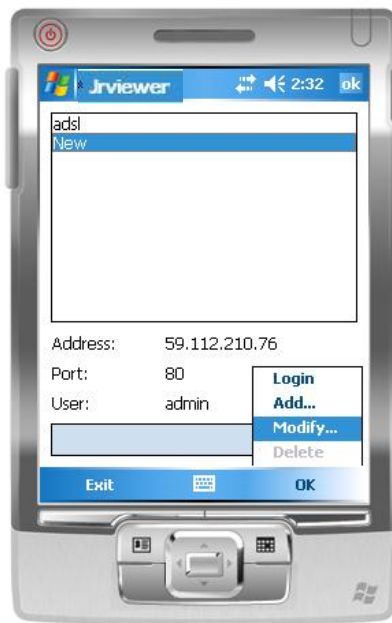 Jrviewer 2:32 ok
adsl
New
Address: 59.112.210.76
Port: 80
User: admin
Login
Add...
Modify...
Delete
Exit OK